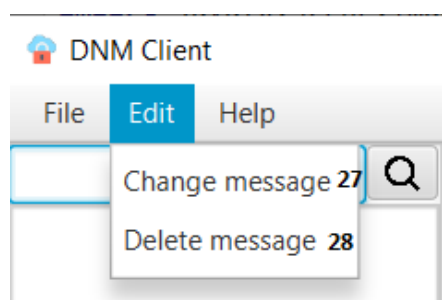 DNM Client
File Edit Help
Change message 27
Delete message 28